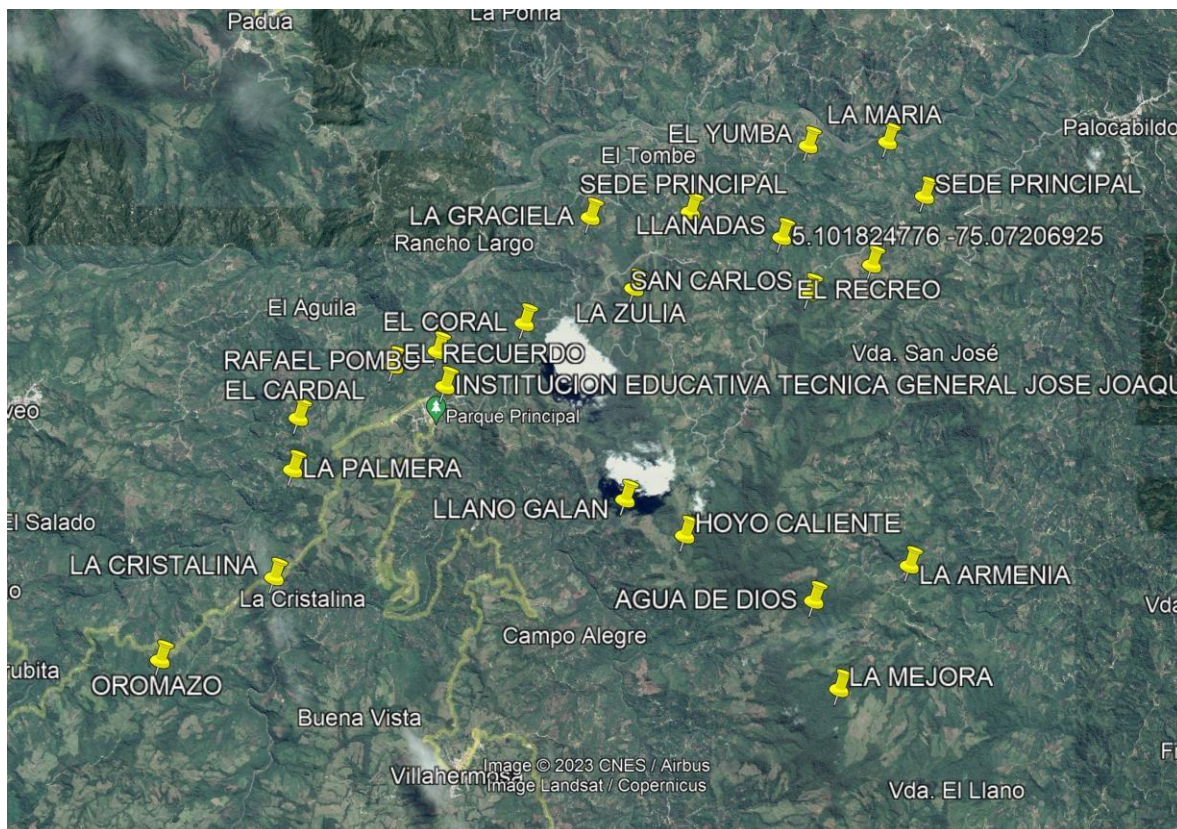 La Porria
Padua
LA MARIA
EL YUMBA
Palocabildo
El Tombe
SEDE PRINCIPAL
SEDE PRINCIPAL
LA GRACIELA
LLANADAS
5.101824776 -75.07206925
Rancho Largo
SAN CARLOS
EL RECREO
El Aguila
EL CORAL
LA ZULIA
RAFAEL POMBO
EL RECUERDO
Vda. San José
EL CARDAL
INSTITUCION EDUCATIVA TECNICA GENERAL JOSE JOAQU
veo
Parque Principal
LA PALMERA
LLANO GALAN
El Salado
HOYO CALIENTE
LA CRISTALINA
LA ARMENIA
La Cristalina
AGUA DE DIOS
Vda
Campo Alegre
rubita
OROMAZO
LA MEJORA
Buena Vista
Villahermosa
Image © 2023 CNES / Airbus
Image Landsat / Copernicus
Vda. El Llano